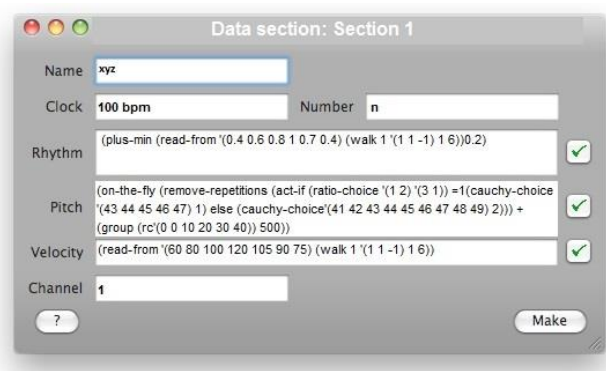 Data section: Section 1
Name xyz
Clock 100 bpm Number n
Rhythm (plus-min (read-from '(0.4 0.6 0.8 1 0.7 0.4) (walk 1 '(1 1 -1) 1 6))0.2)
Pitch (on-the-fly (remove-repetitions (act-if (ratio-choice '(1 2) '(3 1)) =1(cauchy-choice
'(43 44 45 46 47) 1) else (cauchy-choice'(41 42 43 44 45 46 47 48 49) 2))) +
(group (rc'(0 0 10 20 30 40)) 500))
Velocity (read-from '(60 80 100 120 105 90 75) (walk 1 '(1 1 -1) 1 6))
Channel 1
? Make